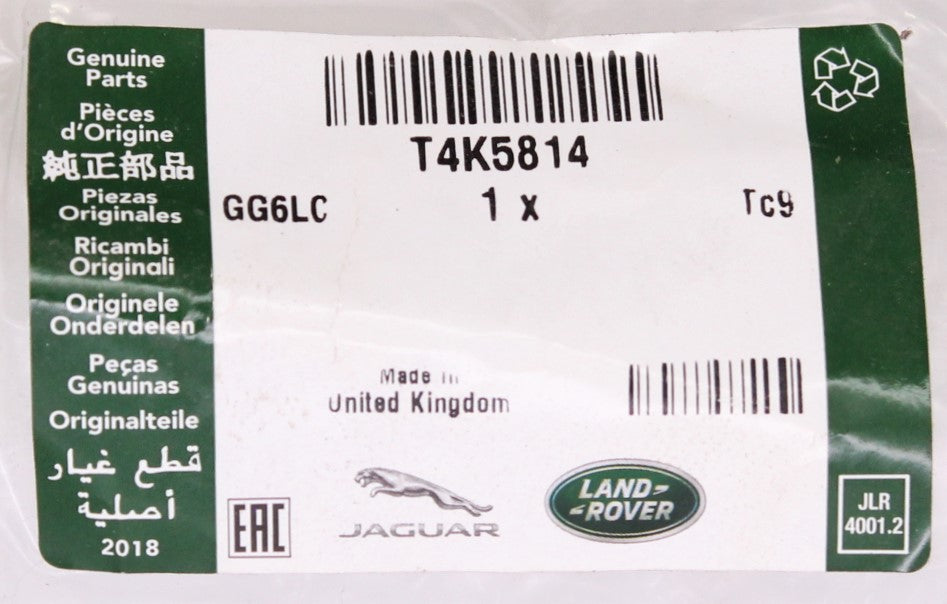 Genuine
Parts
Pièces
d'Origine
純正部品
Piezas
Originales
Ricambi
Originali
Originele
Onderdelen
Peças
Genuinas
Originalteile
قطع غيار
أصلية
2018
T4K5814
GG6LC 1 x Tc9
Made in
United Kingdom
EAC
JAGUAR
LAND-
-ROVER
JLR
4001.2